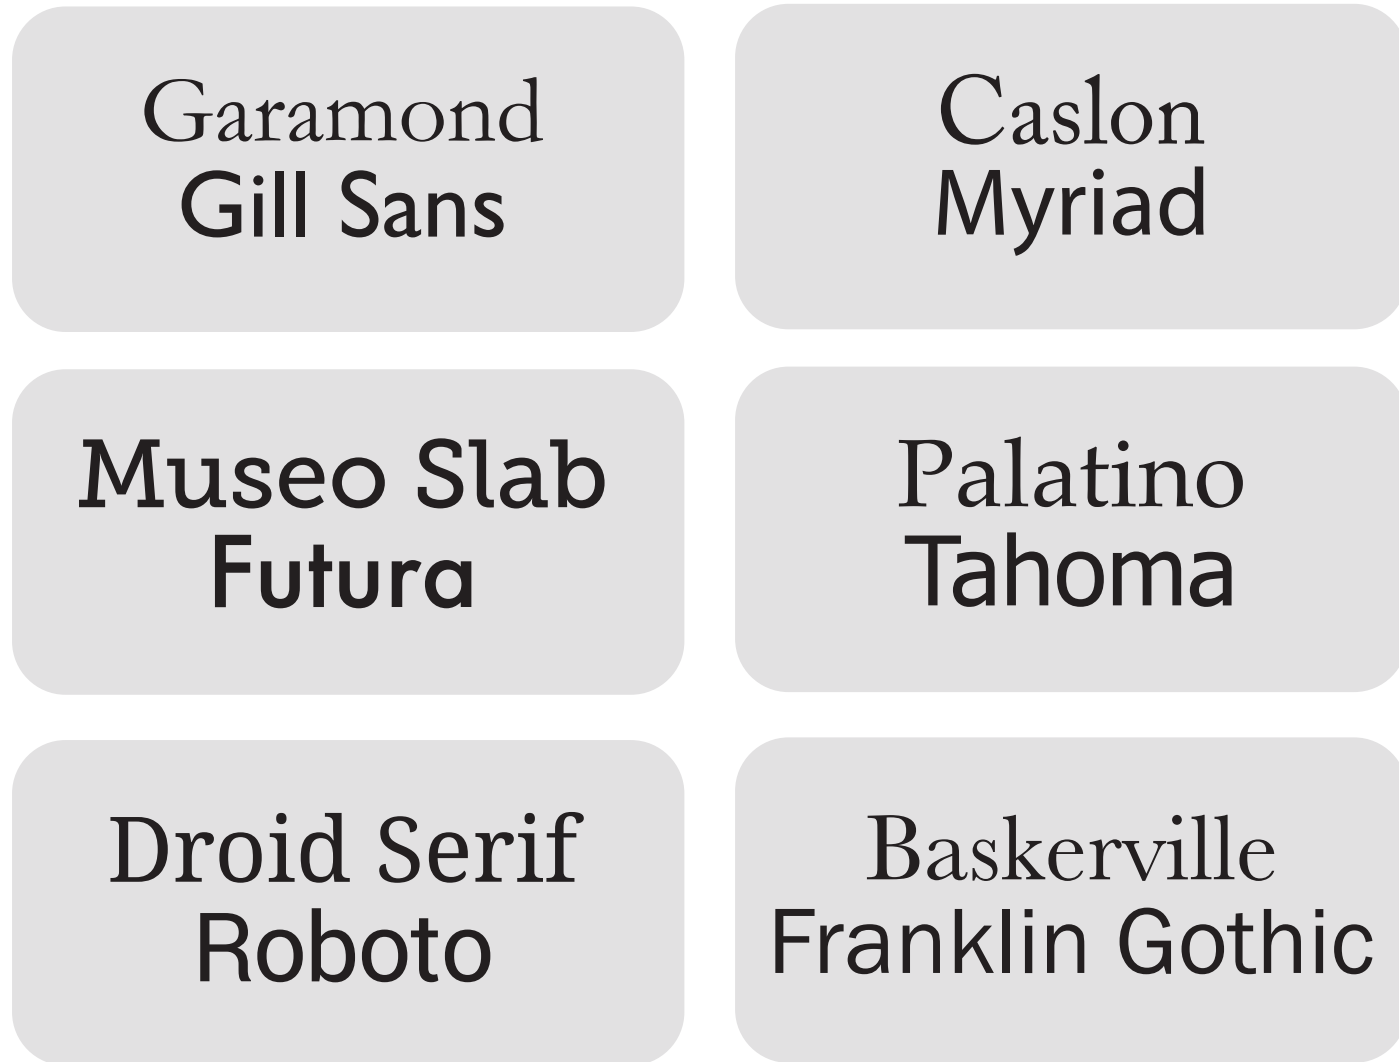 Garamond
Gill Sans
Caslon
Myriad
Museo Slab
Futura
Palatino
Tahoma
Droid Serif
Roboto
Baskerville
Franklin Gothic